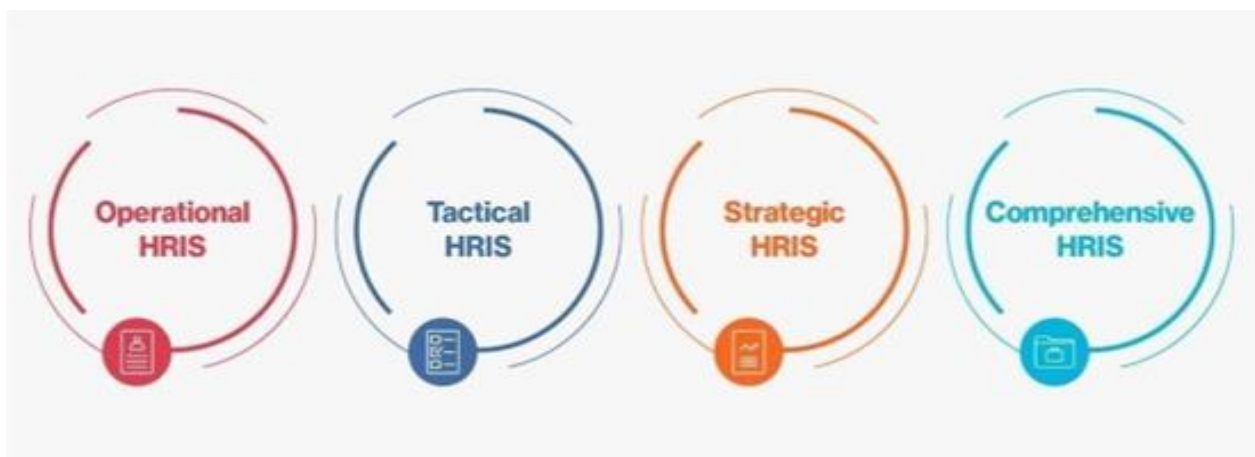 Operational
HRIS
Tactical
HRIS
Strategic
HRIS
Comprehensive
HRIS